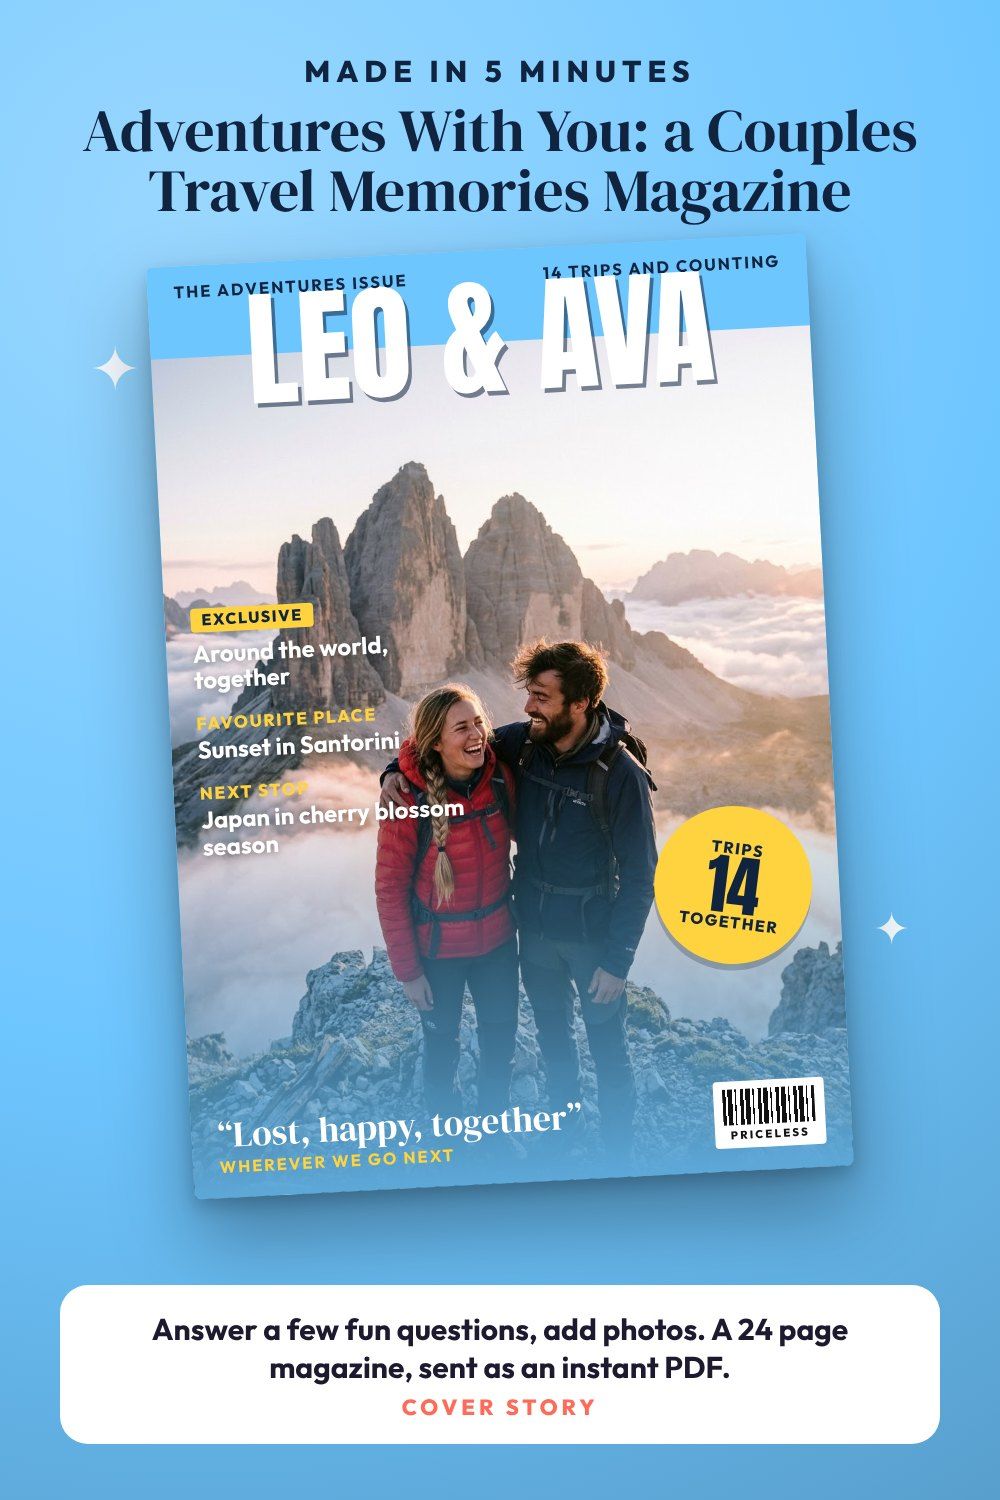 MADE IN 5 MINUTES
Adventures With You: a Couples
Travel Memories Magazine
THE ADVENTURES ISSUE
14 TRIPS AND COUNTING
LEO & AVA
EXCLUSIVE
Around the world,
together
FAVOURITE PLACE
Sunset in Santorini
NEXT STOP
Japan in cherry blossom
season
TRIPS
14
TOGETHER
“Lost, happy, together”
WHEREVER WE GO NEXT
PRICELESS
Answer a few fun questions, add photos. A 24 page
magazine, sent as an instant PDF.
COVER STORY